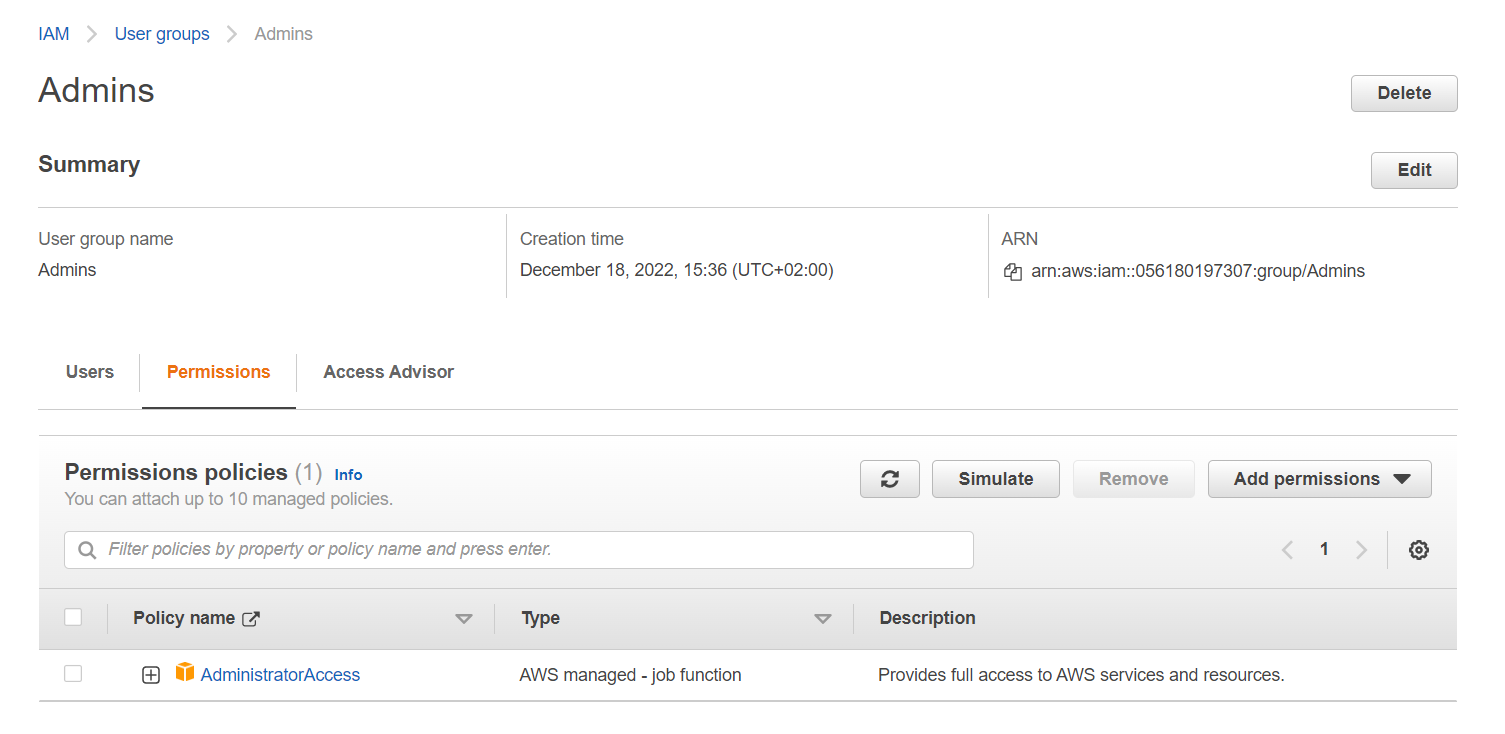 IAM > User groups > Admins
Admins
Delete
Summary
Edit
User group name
Creation time
ARN
Admins
December 18, 2022, 15:36 (UTC+02:00)
arn:aws:iam::056180197307:group/Admins
Users
Permissions
Access Advisor
Permissions policies (1) Info
You can attach up to 10 managed policies.
Simulate
Remove
Add permissions
Filter policies by property or policy name and press enter.
1
Policy name
Type
Description
AdministratorAccess
AWS managed - job function
Provides full access to AWS services and resources.